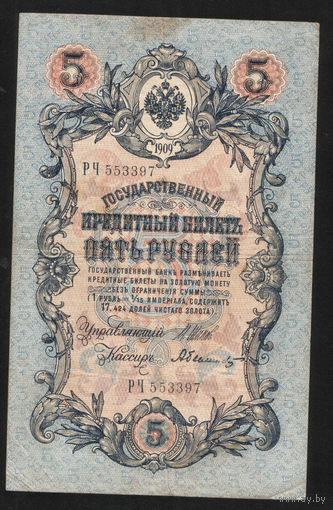 5 5
1909
РЧ 553397
ГОСУДАРСТВЕННЫЙ
КРЕДИТНЫЙ БИЛЕТЪ
ПЯТЬ РУБЛЕЙ
ГОСУДАРСТВЕННЫЙ БАНКЪ РАЗМѢНИВАЕТЪ
КРЕДИТНЫЕ БИЛЕТЫ НА ЗОЛОТУЮ МОНЕТУ
БЕЗЪ ОГРАНИЧЕНІЯ СУММЫ
(1 РУБЛЬ = 1/15 ИМПЕРІАЛА, СОДЕРЖИТЪ
17,424 ДОЛЕЙ ЧИСТАГО ЗОЛОТА).
Управляющій
Кассиръ
РЧ 553397
5